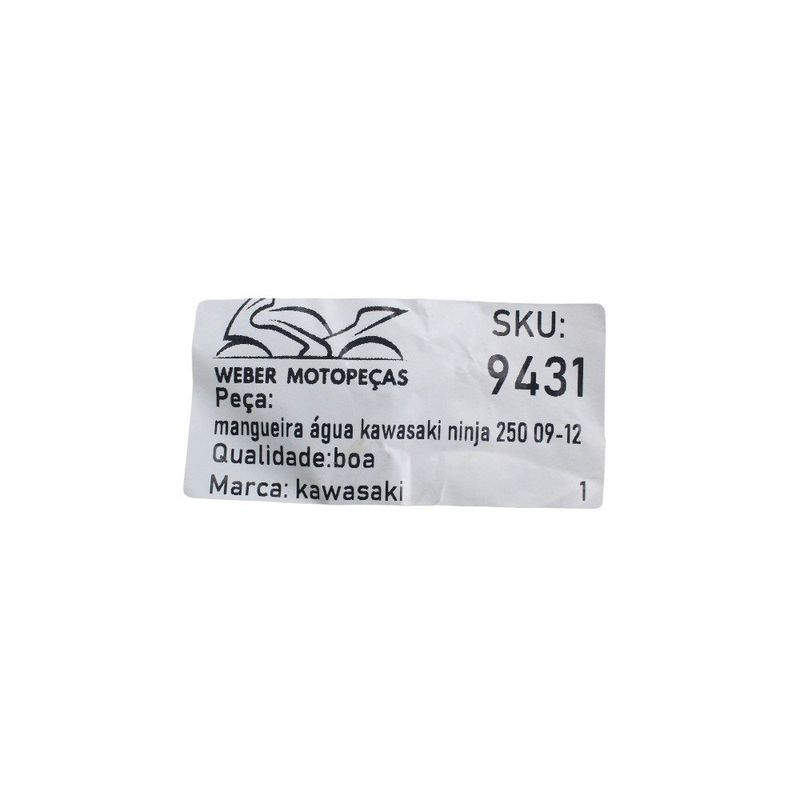 SKU:
9431
WEBER MOTOPEÇAS
Peça:
mangueira água kawasaki ninja 250 09-12
Qualidade:boa
Marca: kawasaki 1